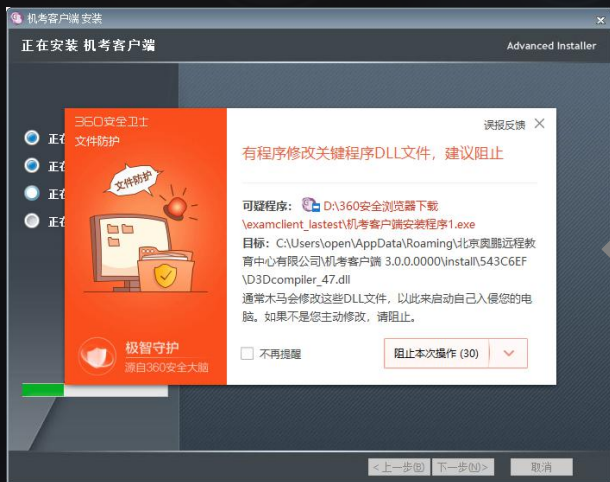 机考客户端 安装
正在安装 机考客户端
Advanced Installer
正在
正在
正在
正在
360安全卫士
文件防护
文件防护
极智守护
源自360安全大脑
误报反馈
有程序修改关键程序DLL文件，建议阻止
可疑程序： D:\360安全浏览器下载
\examclient_lastest\机考客户端安装程序1.exe
目标：C:\Users\open\AppData\Roaming\北京奥鹏远程教
育中心有限公司\机考客户端 3.0.0.0000\install\543C6EF
\D3Dcompiler_47.dll
通常木马会修改这些DLL文件，以此来启动自己入侵您的电
脑。如果不是您主动修改，请阻止。
不再提醒
阻止本次操作 (30)
<上一步(B)
下一步(N)>
取消